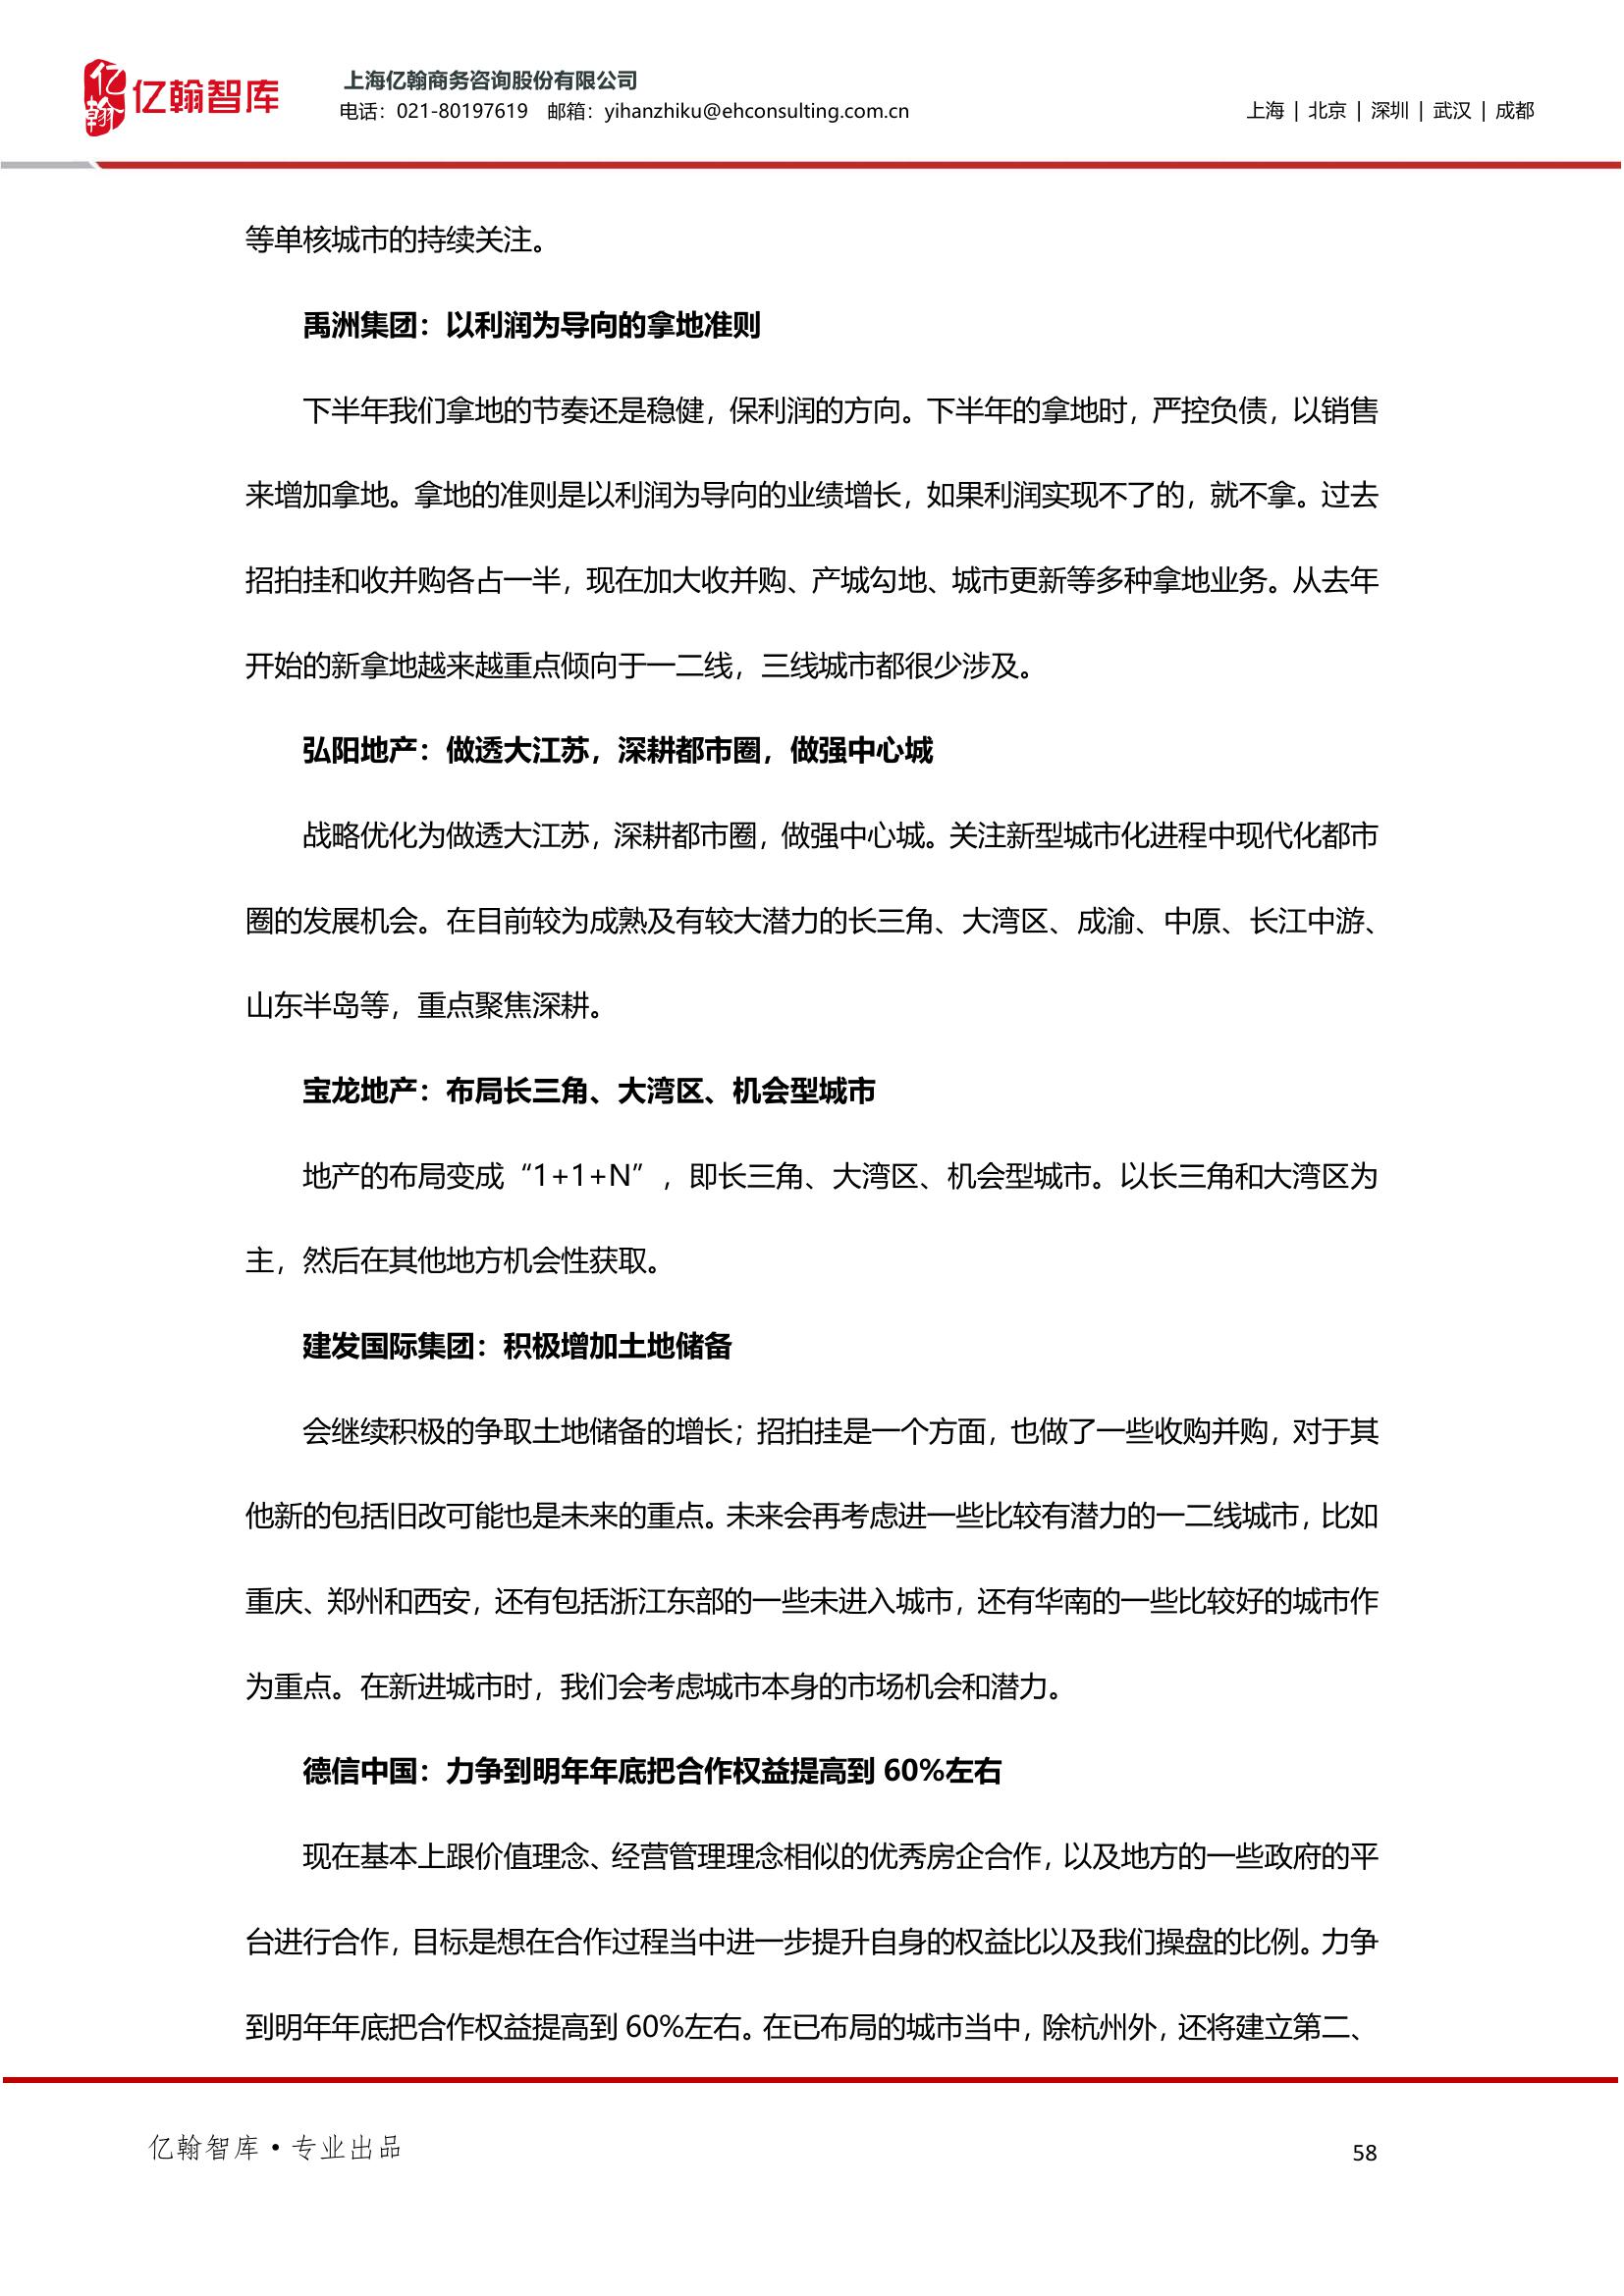 亿翰
亿翰智库
上海亿翰商务咨询股份有限公司
电话：021-80197619 邮箱：yihanzhiku@ehconsulting.com.cn
上海 | 北京 | 深圳 | 武汉 | 成都
等单核城市的持续关注。
禹洲集团：以利润为导向的拿地准则
下半年我们拿地的节奏还是稳健，保利润的方向。下半年的拿地时，严控负债，以销售
来增加拿地。拿地的准则是以利润为导向的业绩增长，如果利润实现不了的，就不拿。过去
招拍挂和收并购各占一半，现在加大收并购、产城勾地、城市更新等多种拿地业务。从去年
开始的新拿地越来越重点倾向于一二线，三线城市都很少涉及。
弘阳地产：做透大江苏，深耕都市圈，做强中心城
战略优化为做透大江苏，深耕都市圈，做强中心城。关注新型城市化进程中现代化都市
圈的发展机会。在目前较为成熟及有较大潜力的长三角、大湾区、成渝、中原、长江中游、
山东半岛等，重点聚焦深耕。
宝龙地产：布局长三角、大湾区、机会型城市
地产的布局变成“1+1+N”，即长三角、大湾区、机会型城市。以长三角和大湾区为
主，然后在其他地方机会性获取。
建发国际集团：积极增加土地储备
会继续积极的争取土地储备的增长；招拍挂是一个方面，也做了一些收购并购，对于其
他新的包括旧改可能也是未来的重点。未来会再考虑进一些比较有潜力的一二线城市，比如
重庆、郑州和西安，还有包括浙江东部的一些未进入城市，还有华南的一些比较好的城市作
为重点。在新进城市时，我们会考虑城市本身的市场机会和潜力。
德信中国：力争到明年年底把合作权益提高到 60%左右
现在基本上跟价值理念、经营管理理念相似的优秀房企合作，以及地方的一些政府的平
台进行合作，目标是想在合作过程当中进一步提升自身的权益比以及我们操盘的比例。力争
到明年年底把合作权益提高到 60%左右。在已布局的城市当中，除杭州外，还将建立第二、
亿翰智库·专业出品
58